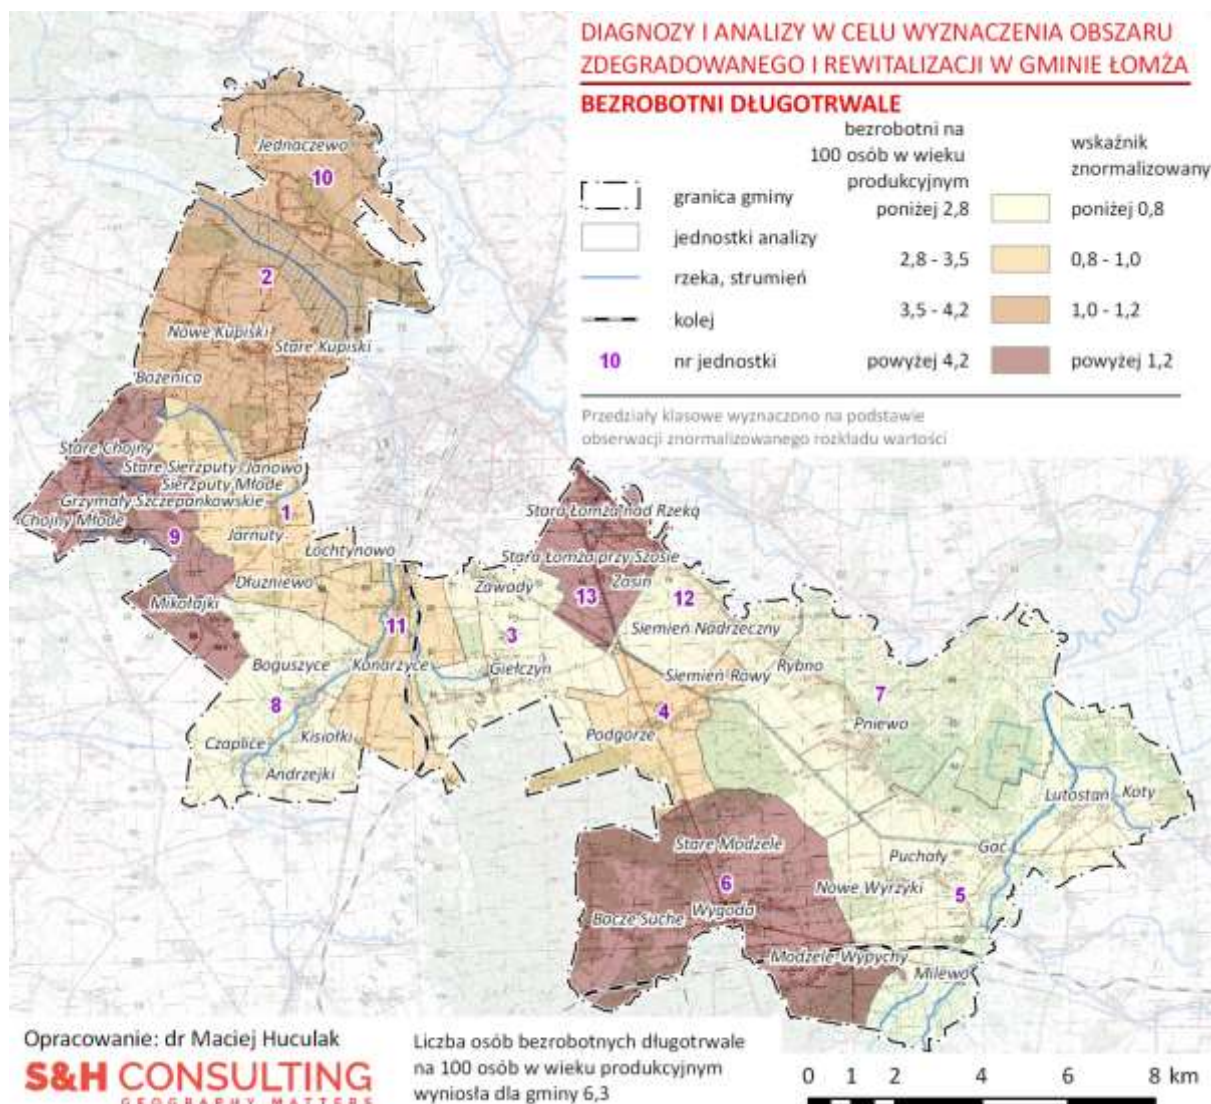 DIAGNOZY I ANALIZY W CELU WYZNACZENIA OBSZARU
ZDEGRADOWANEGO I REWITALIZACJI W GMINIE ŁOMŻA
BEZROBOTNI DŁUGOTRWALE
bezrobotni na
100 osób w wieku
produkcyjnym
wskaźnik
znormalizowany
granica gminy
jednostki analizy
rzeka, strumień
kolej
10 nr jednostki
poniżej 2,8 poniżej 0,8
2,8 - 3,5 0,8 - 1,0
3,5 - 4,2 1,0 - 1,2
powyżej 4,2 powyżej 1,2
Przedziały klasowe wyznaczono na podstawie
obserwacji znormalizowanego rozkładu wartości
Jednaczewo
10
2
Nowe Kupiski
Stare Kupiski
Bożenica
Stare Chojny
Stare Sierzputy Janowo
Sierzputy Młode
Grzymały Szczepankowskie
Chojny Młode
1
9
Jarnuty
Łochtynowo
Dłużniewo
Mikołajki
11
Boguszyce
Konarzyce
8
Czaplice
Kisiołki
Andrzejki
Stara Łomża nad Rzeką
Stara Łomża przy Szosie
Zawady
Zosin
13
12
3
Siemień Nadrzeczny
Giełczyn
Siemień Rowy
Rybno
4
7
Podgórze
Pniewo
Lutostań
Koty
Stare Modzele
Gać
Puchały
6
Nowe Wyrzyki
5
Bacze Suche
Wygoda
Modzele-Wypychy
Milewo
Opracowanie: dr Maciej Huculak
S&H CONSULTING
GEOGRAPHY MATTERS
Liczba osób bezrobotnych długotrwale
na 100 osób w wieku produkcyjnym
wyniosła dla gminy 6,3
0 1 2 4 6 8 km